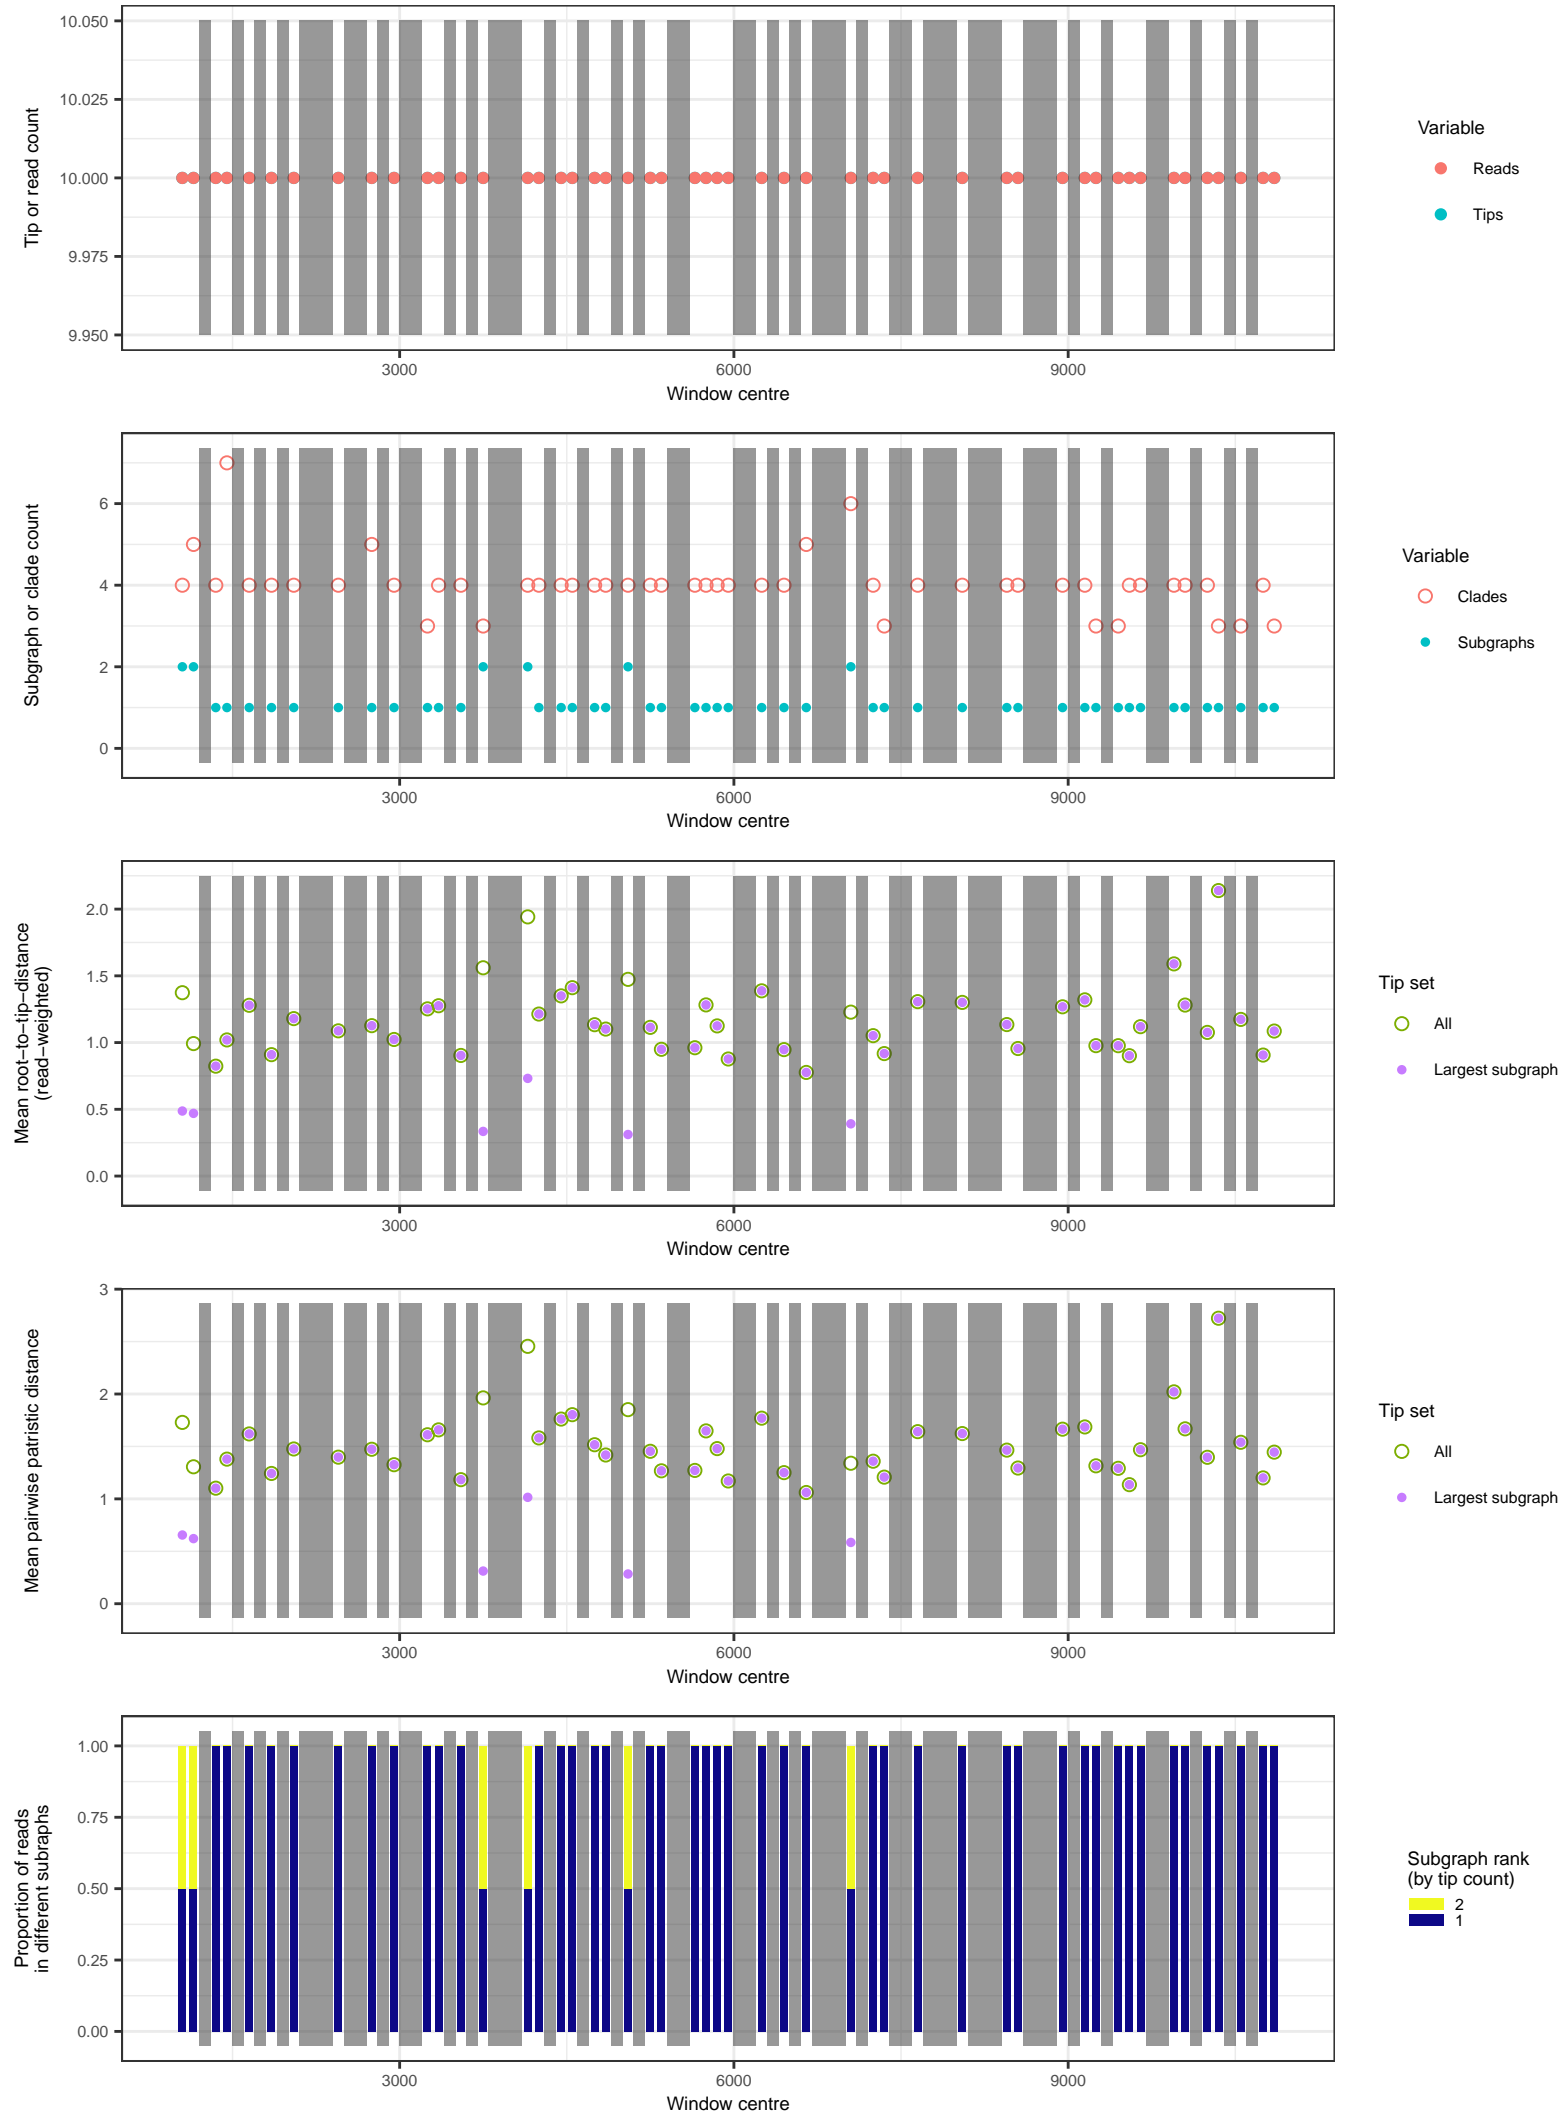 10.050
10.025
10.000
9.975
9.950
Tip or read count
3000
6000
9000
Window centre
Variable
Reads
Tips
6
4
2
0
Subgraph or clade count
3000
6000
9000
Window centre
Variable
Clades
Subgraphs
2.0
1.5
1.0
0.5
0.0
Mean root−to−tip−distance
(read−weighted)
3000
6000
9000
Window centre
Tip set
All
Largest subgraph
3
2
1
0
Mean pairwise patristic distance
3000
6000
9000
Window centre
Tip set
All
Largest subgraph
1.00
0.75
0.50
0.25
0.00
Proportion of reads
in different subraphs
3000
6000
9000
Window centre
Subgraph rank
(by tip count)
2
1